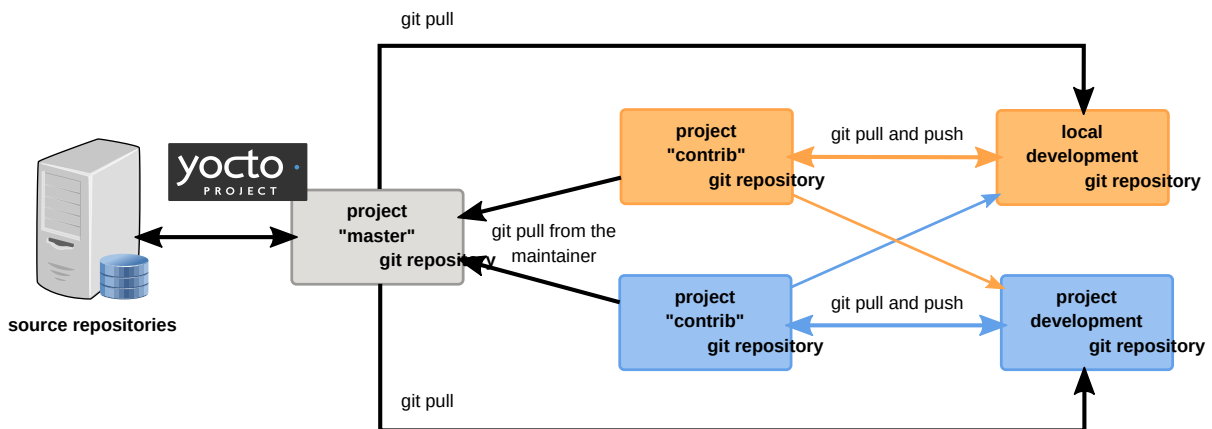 git pull
yocto
PROJECT
source repositories
project
"master"
git repository
git pull from the
maintainer
project
"contrib"
git repository
git pull and push
local
development
git repository
project
"contrib"
git repository
git pull and push
project
development
git repository
git pull